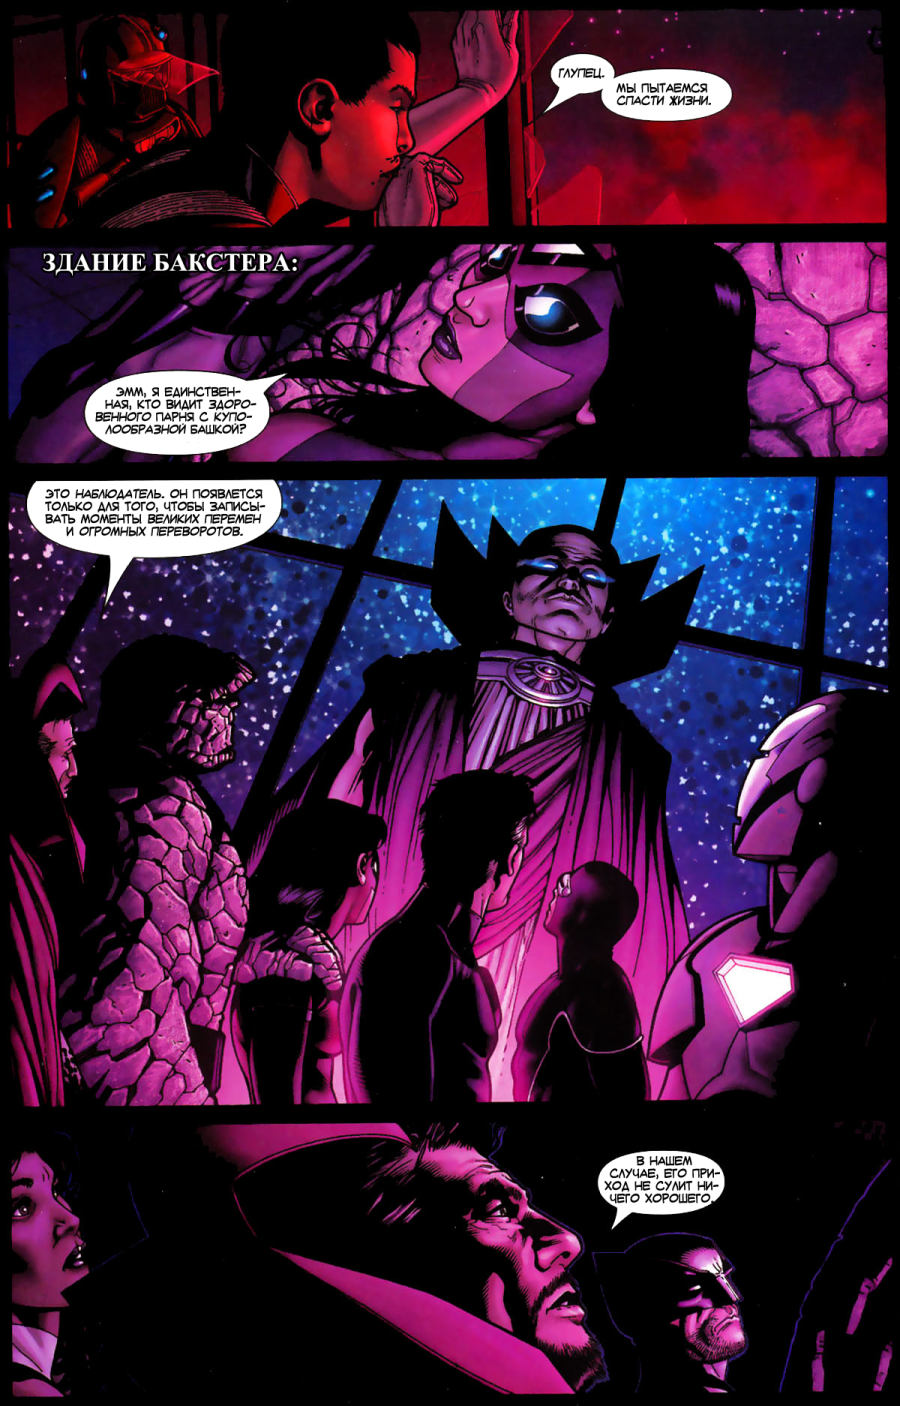 ГЛУПЕЦ.
МЫ ПЫТАЕМСЯ
СПАСТИ ЖИЗНИ.
ЗДАНИЕ БАКСТЕРА:
ЭММ, Я ЕДИНСТВЕН-
НАЯ, КТО ВИДИТ ЗДОРО-
ВЕННОГО ПАРНЯ С КУПО-
ЛООБРАЗНОЙ БАШКОЙ?
ЭТО НАБЛЮДАТЕЛЬ. ОН ПОЯВЛЕТСЯ
ТОЛЬКО ДЛЯ ТОГО, ЧТОБЫ ЗАПИСЫ-
ВАТЬ МОМЕНТЫ ВЕЛИКИХ ПЕРЕМЕН
И ОГРОМНЫХ ПЕРЕВОРОТОВ.
В НАШЕМ
СЛУЧАЕ, ЕГО ПРИ-
ХОД НЕ СУЛИТ НИ-
ЧЕГО ХОРОШЕГО.